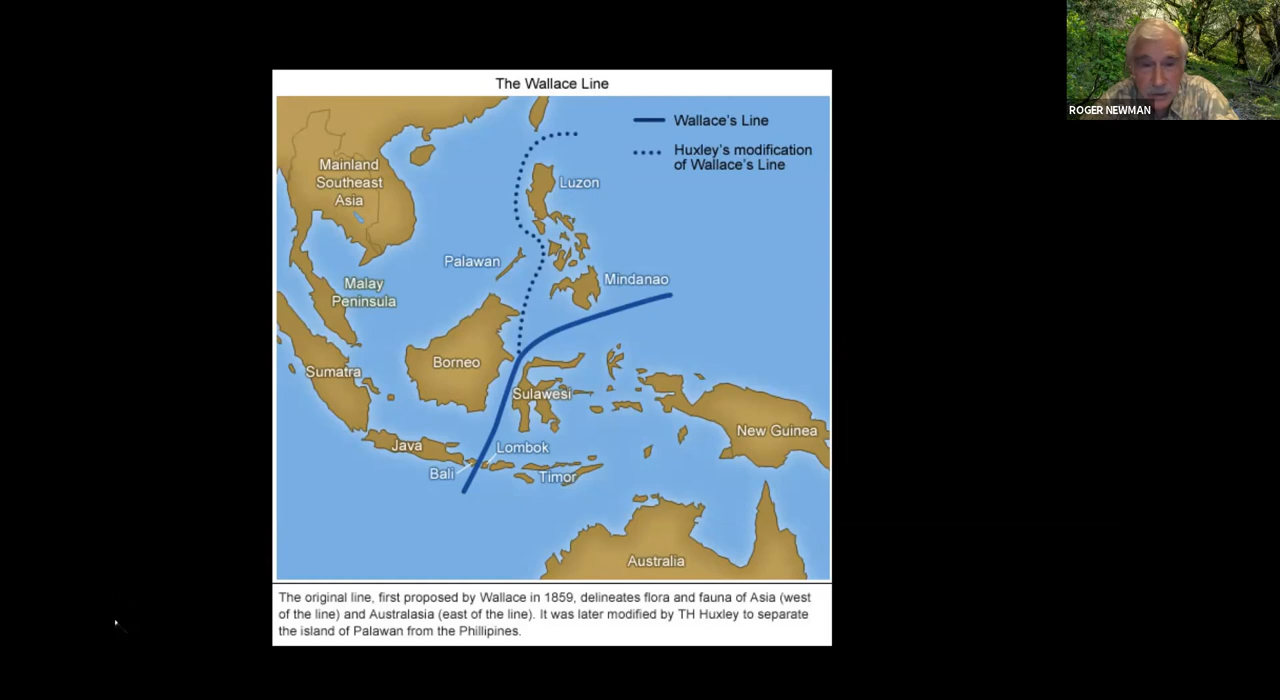 ROGER NEWMAN
The Wallace Line
Wallace's Line
Huxley's modification
of Wallace's Line
Mainland
Southeast
Asia
Luzon
Palawan
Mindanao
Malay
Peninsula
Borneo
Sumatra
Sulawesi
New Guinea
Java
Lombok
Bali
Timor
Australia
The original line, first proposed by Wallace in 1859, delineates flora and fauna of Asia (west
of the line) and Australasia (east of the line). It was later modified by TH Huxley to separate
the island of Palawan from the Phillipines.